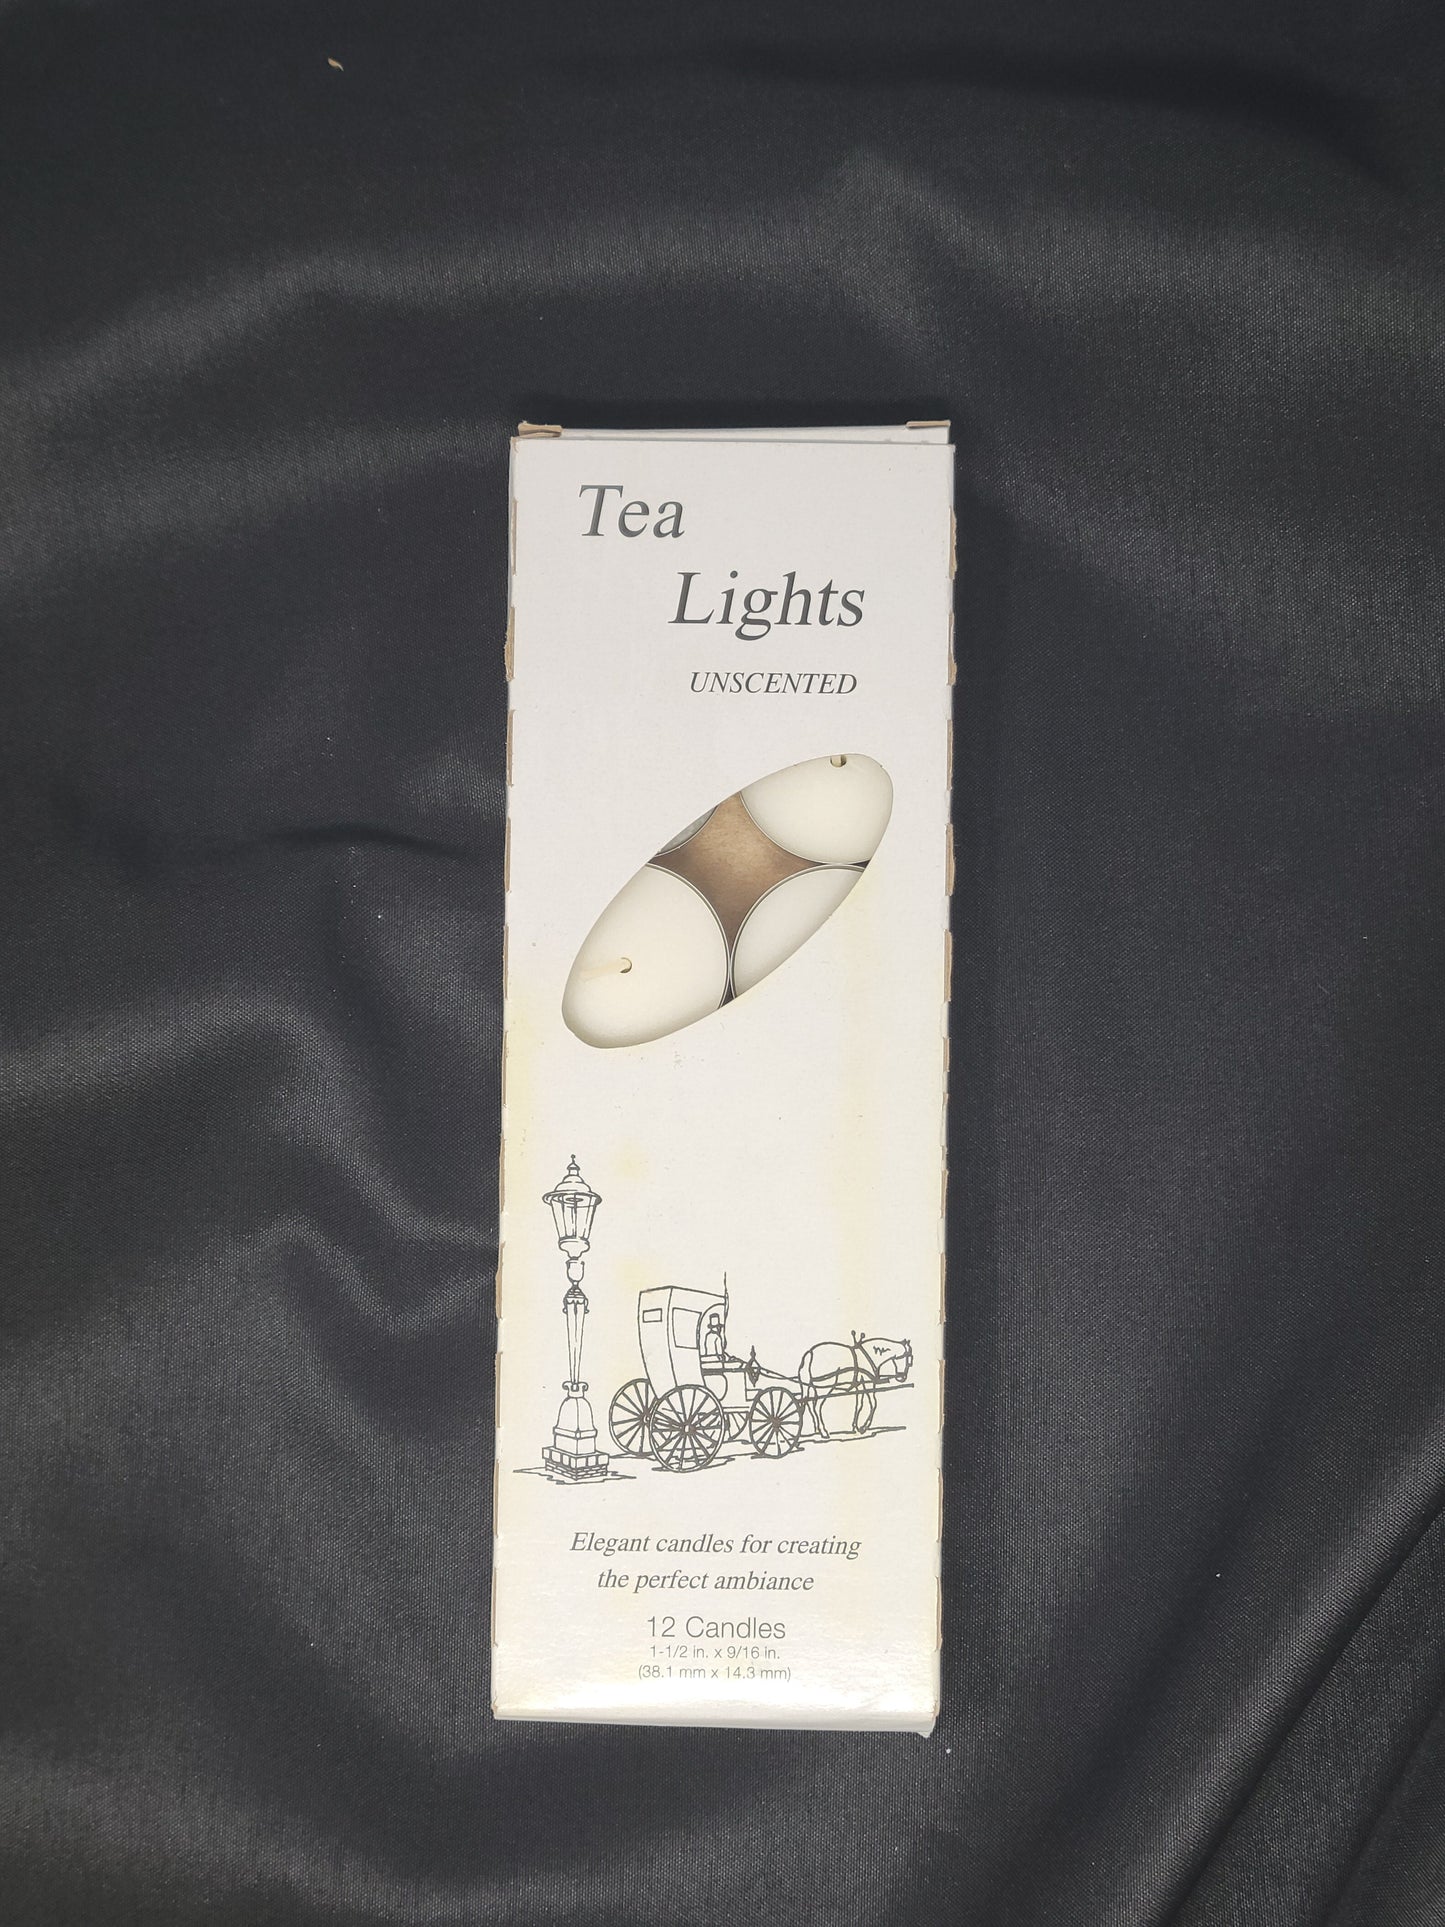 Tea
Lights
UNSCENTED
Elegant candles for creating
the perfect ambiance
12 Candles
1-1/2 in. x 9/16 in.
(38.1 mm x 14.3 mm)